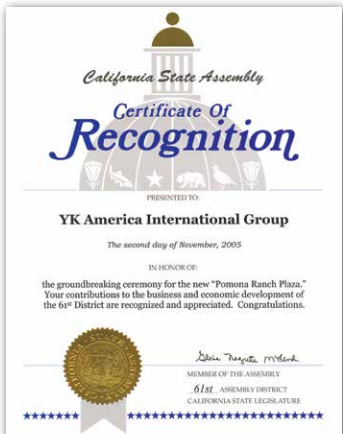 California State Assembly
Certificate Of
Recognition
PRESENTED TO:
YK America International Group
The second day of November, 2005
IN HONOR OF:
the groundbreaking ceremony for the new "Pomona Ranch Plaza."
Your contributions to the business and economic development of
the 61st District are recognized and appreciated. Congratulations.
Gloria Negrete McLeod
MEMBER OF THE ASSEMBLY
61st ASSEMBLY DISTRICT
CALIFORNIA STATE LEGISLATURE